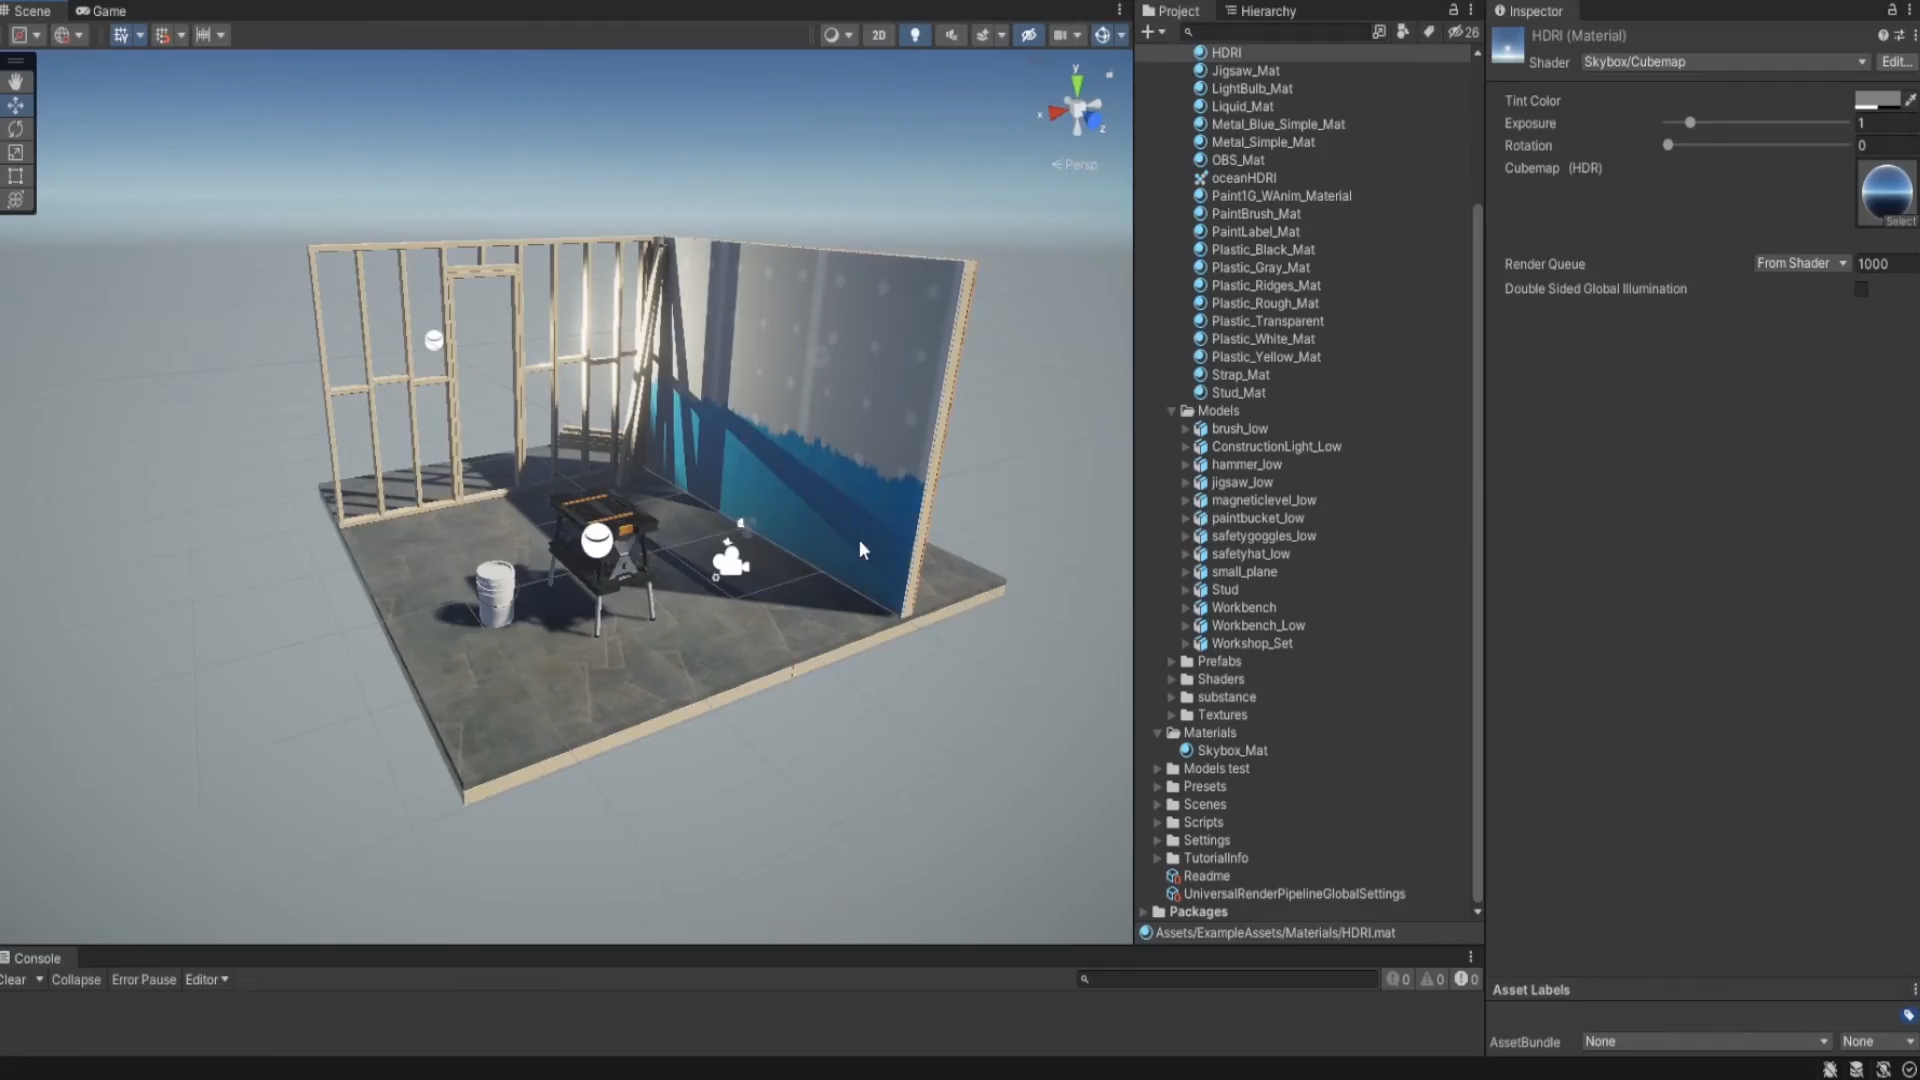 Scene
Game
2D
y
x
z
Persp
Project
Hierarchy
26
HDRI
Jigsaw_Mat
LightBulb_Mat
Liquid_Mat
Metal_Blue_Simple_Mat
Metal_Simple_Mat
OBS_Mat
oceanHDRI
Paint1G_WAnim_Material
PaintBrush_Mat
PaintLabel_Mat
Plastic_Black_Mat
Plastic_Gray_Mat
Plastic_Ridges_Mat
Plastic_Rough_Mat
Plastic_Transparent
Plastic_White_Mat
Plastic_Yellow_Mat
Strap_Mat
Stud_Mat
Models
brush_low
ConstructionLight_Low
hammer_low
jigsaw_low
magneticlevel_low
paintbucket_low
safetygoggles_low
safetyhat_low
small_plane
Stud
Workbench
Workbench_Low
Workshop_Set
Prefabs
Shaders
substance
Textures
Materials
Skybox_Mat
Models test
Presets
Scenes
Scripts
Settings
TutorialInfo
Readme
UniversalRenderPipelineGlobalSettings
Packages
Assets/ExampleAssets/Materials/HDRI.mat
Inspector
HDRI (Material)
Shader Skybox/Cubemap Edit...
Tint Color
Exposure 1
Rotation 0
Cubemap (HDR)
Select
Render Queue From Shader 1000
Double Sided Global Illumination
Console
Clear Collapse Error Pause Editor
0 0 0
Asset Labels
AssetBundle None None